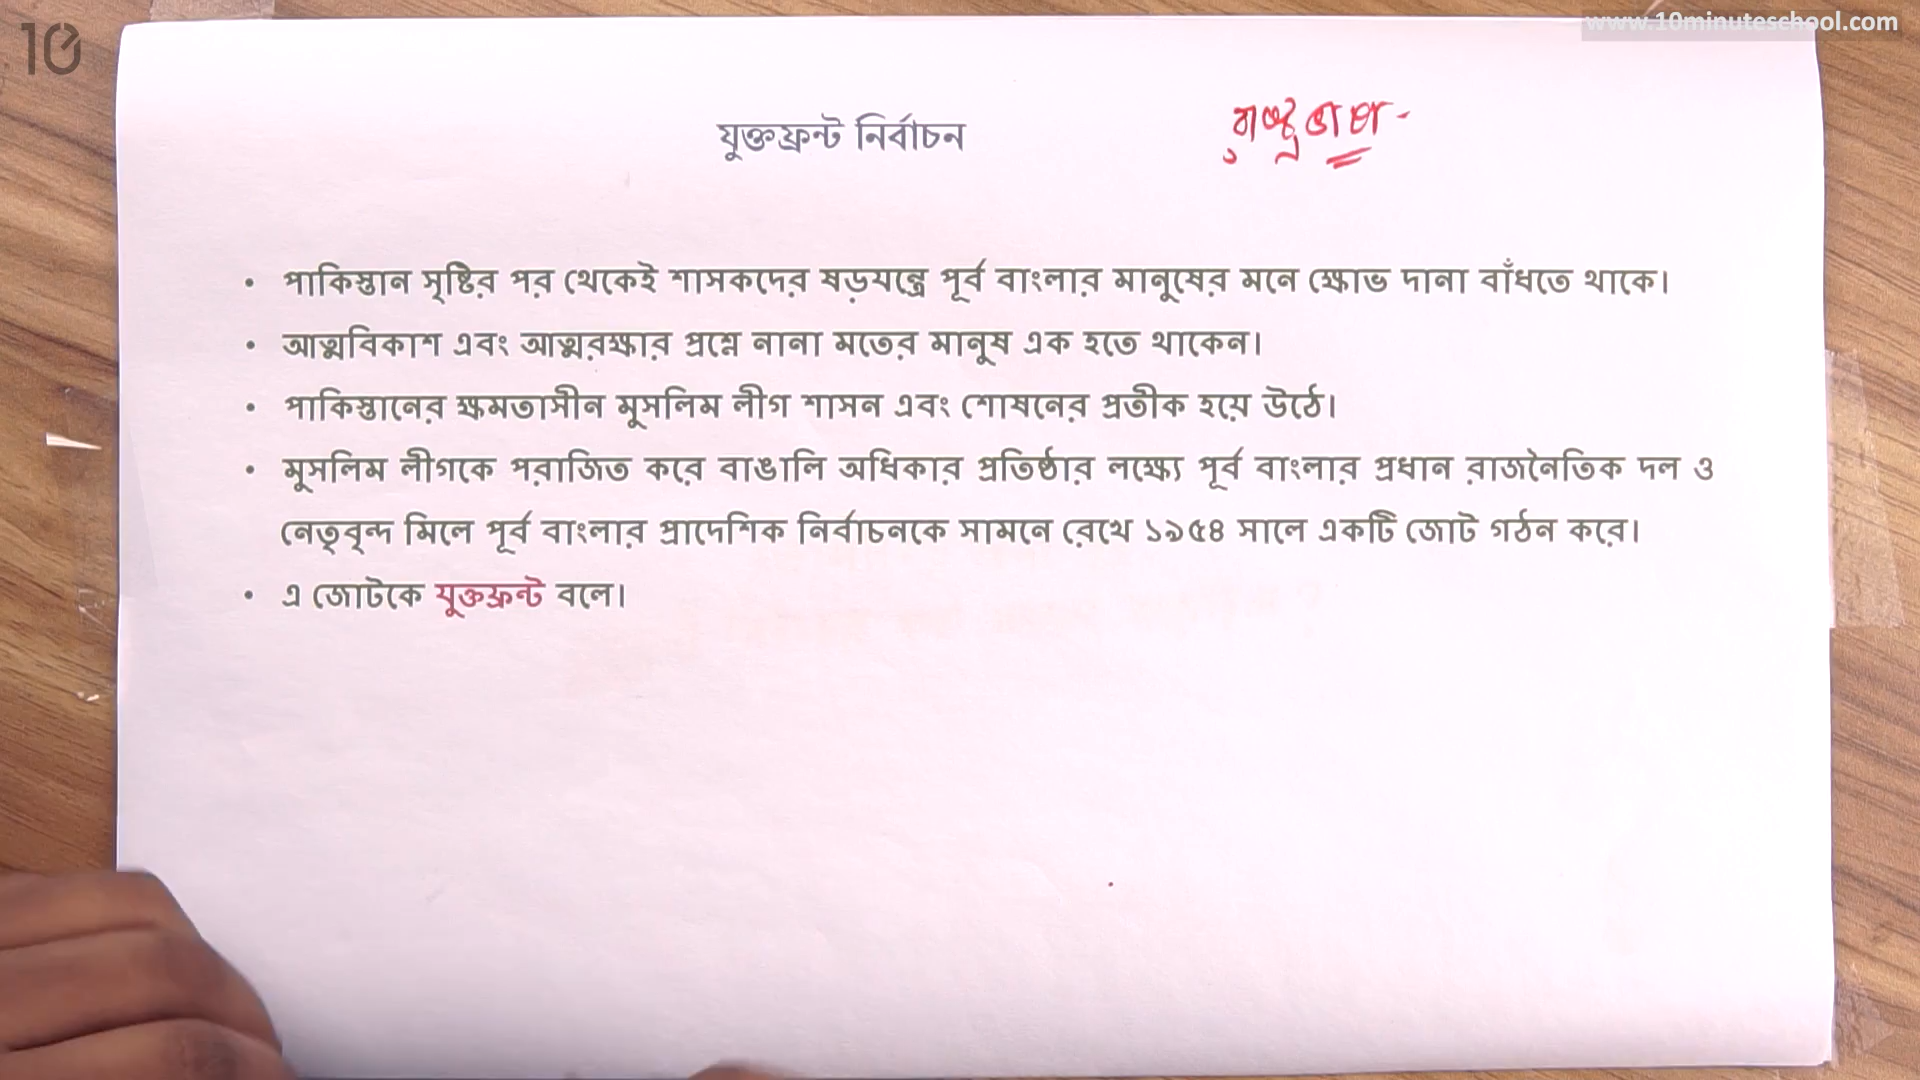 10
www.10minuteschool.com
যুক্তফ্রন্ট নির্বাচন
• পাকিস্তান সৃষ্টির পর থেকেই শাসকদের ষড়যন্ত্রে পূর্ব বাংলার মানুষের মনে ক্ষোভ দানা বাঁধতে থাকে।
• আত্মবিকাশ এবং আত্মরক্ষার প্রশ্নে নানা মতের মানুষ এক হতে থাকেন।
• পাকিস্তানের ক্ষমতাসীন মুসলিম লীগ শাসন এবং শোষনের প্রতীক হয়ে উঠে।
• মুসলিম লীগকে পরাজিত করে বাঙালি অধিকার প্রতিষ্ঠার লক্ষ্যে পূর্ব বাংলার প্রধান রাজনৈতিক দল ও
নেতৃবৃন্দ মিলে পূর্ব বাংলার প্রাদেশিক নির্বাচনকে সামনে রেখে ১৯৫৪ সালে একটি জোট গঠন করে।
• এ জোটকে যুক্তফ্রন্ট বলে।